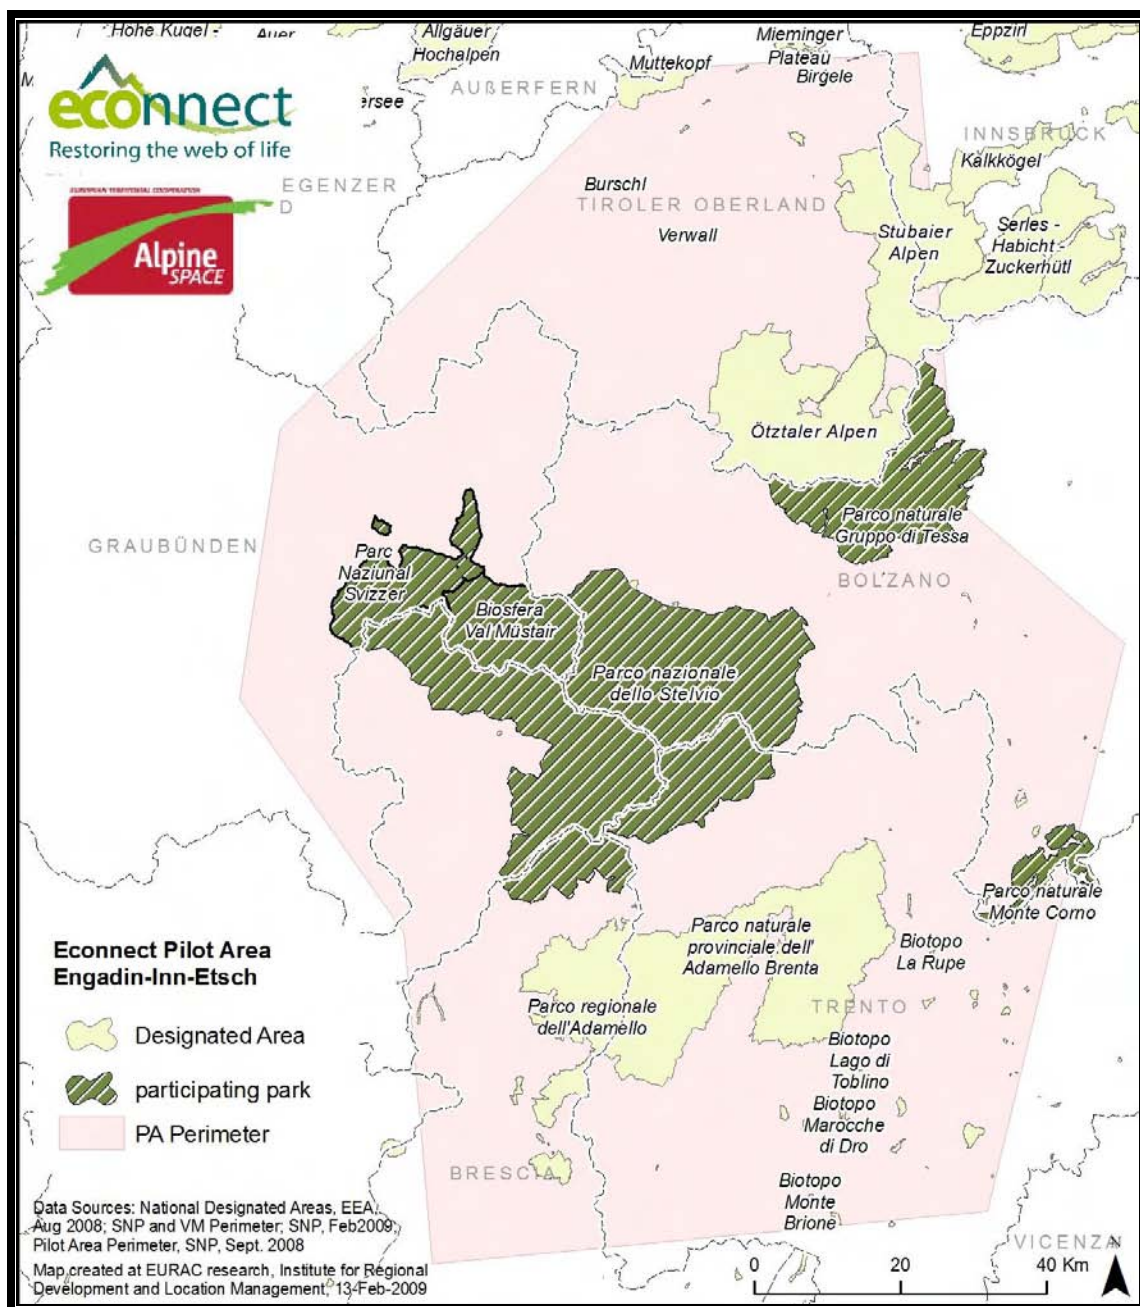 Hohe Kugel -
Auer
Allgäuer
Hochalpen
Mieminger
Plateau
Birgele
Eppzirl
Muttekopf
AUßERFERN
ersee
econnect
Restoring the web of life
INNSBRUCK
Kalkkögel
EUROPEAN TERRITORIAL COOPERATION
Alpine
SPACE
EGENZER
D
Burschl
TIROLER OBERLAND
Verwall
Stubaier
Alpen
Serles -
Habicht -
Zuckerhütl
Ötztaler Alpen
Parco naturale
Gruppo di Tessa
GRAUBÜNDEN
BOLZANO
Parc
Naziunal
Svizzer
Biosfera
Val Müstair
Parco nazionale
dello Stelvio
Parco naturale
Monte Corno
Parco naturale
provinciale dell'
Adamello Brenta
Biotopo
La Rupe
Parco regionale
dell'Adamello
TRENTO
Biotopo
Lago di
Toblino
Biotopo
Marocche
di Dro
BRESCIA
Biotopo
Monte
Brione
VICENZA
Econnect Pilot Area
Engadin-Inn-Etsch
Designated Area
participating park
PA Perimeter
Data Sources: National Designated Areas, EEA,
Aug 2008; SNP and VM Perimeter, SNP, Feb2009;
Pilot Area Perimeter, SNP, Sept. 2008
Map created at EURAC research, Institute for Regional
Development and Location Management, 13-Feb-2009
0 20 40 Km
N